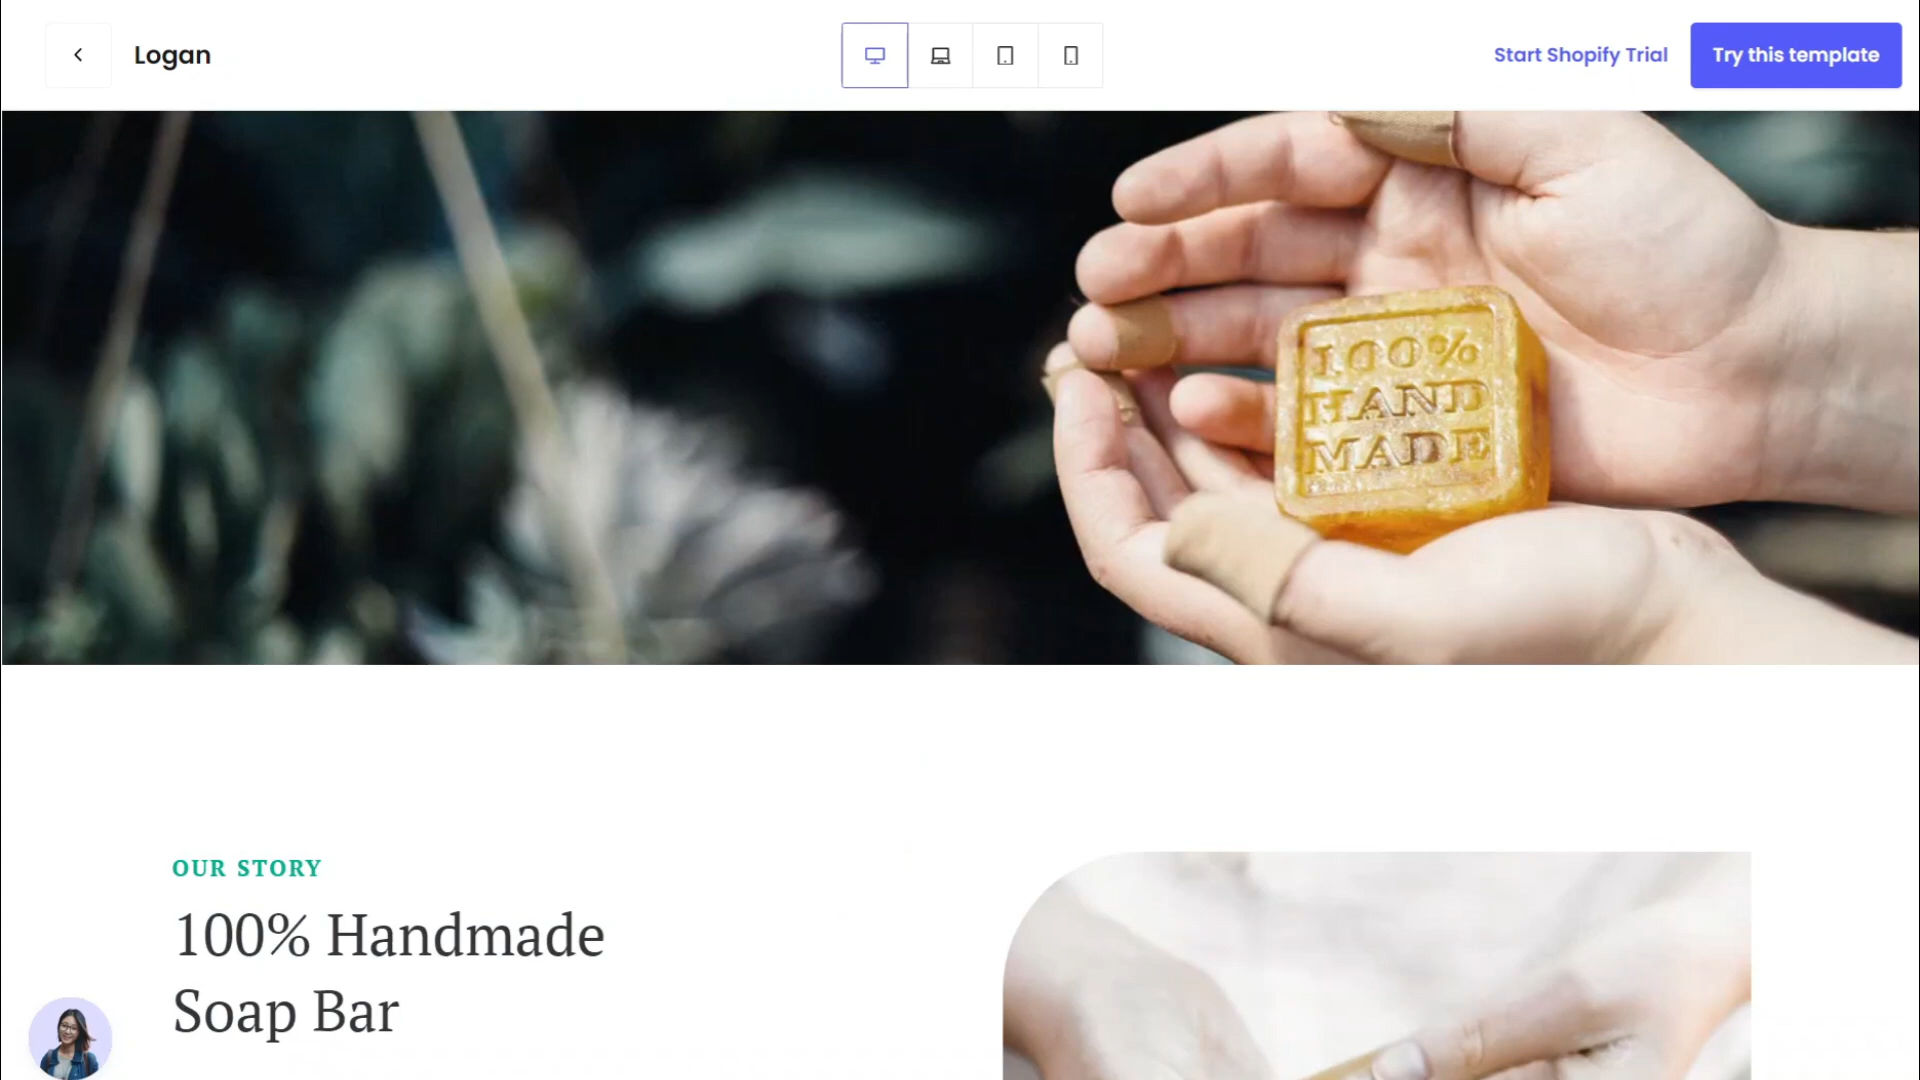 Logan
Start Shopify Trial
Try this template
100%
HAND
MADE
OUR STORY
100% Handmade
Soap Bar